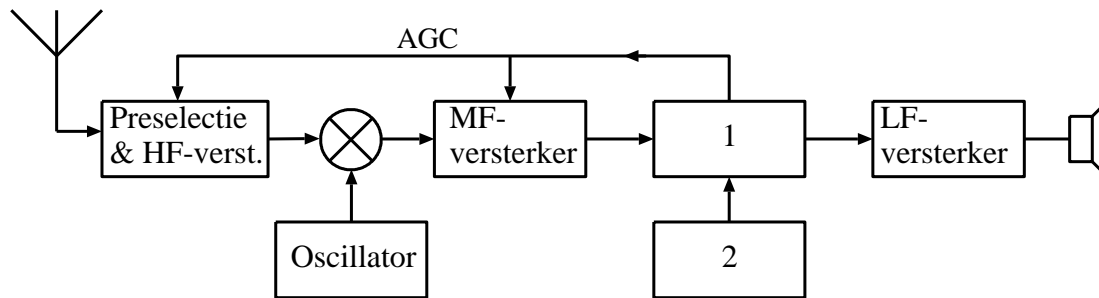 AGC
Preselectie
& HF-verst.
MF-
versterker
1
LF-
versterker
Oscillator
2